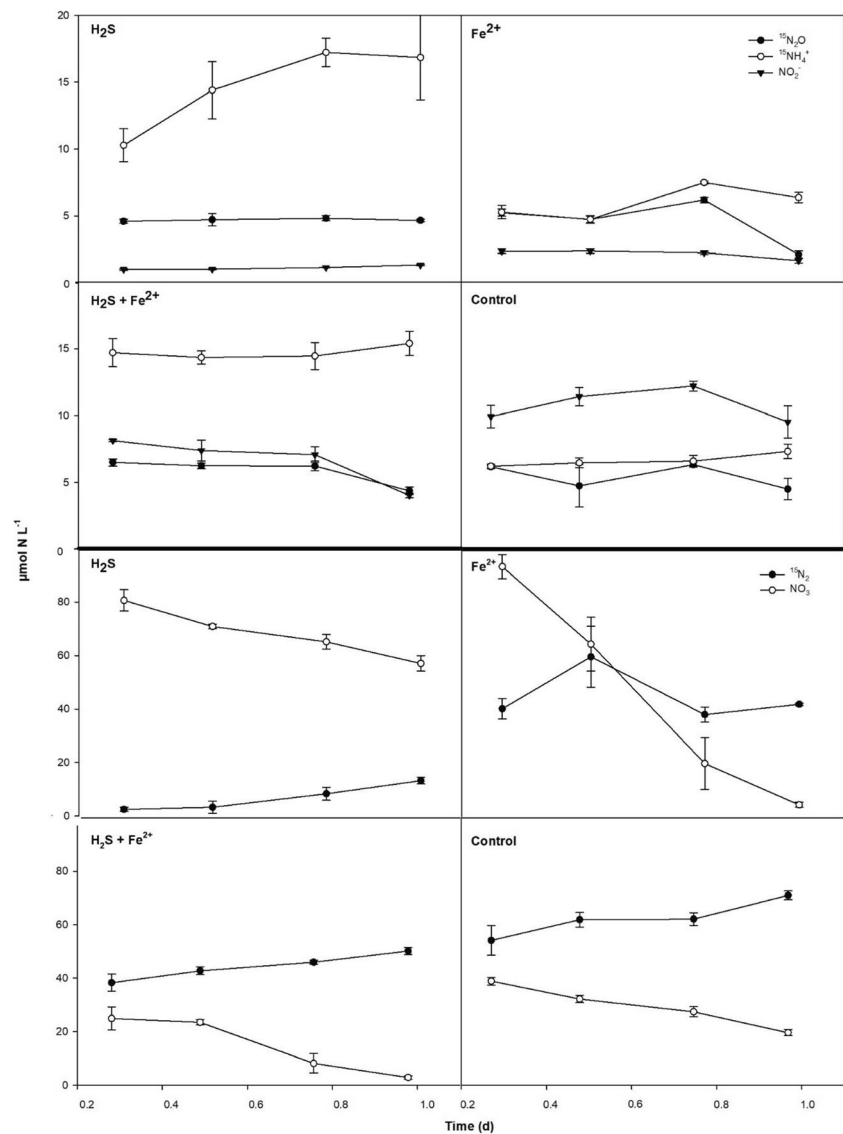 H₂S
Fe²⁺
¹⁵N₂O
¹⁵NH₄⁺
NO₂⁻
20
15
10
5
0
H₂S + Fe²⁺
Control
15
10
5
0
µmol N L⁻¹
H₂S
Fe²⁺
¹⁵N₂
NO₃
80
60
40
20
0
H₂S + Fe²⁺
Control
80
60
40
20
0
0.2 0.4 0.6 0.8 1.0 0.2 0.4 0.6 0.8 1.0
Time (d)